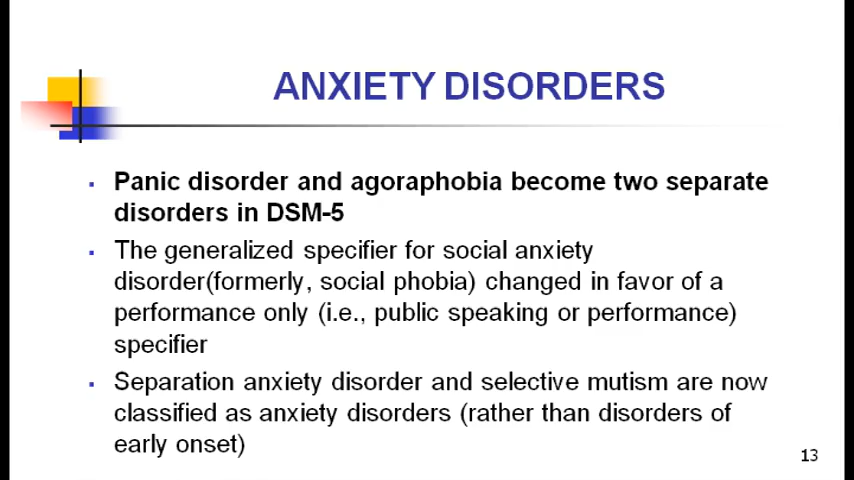 ANXIETY DISORDERS
▪ Panic disorder and agoraphobia become two separate
disorders in DSM-5
▪ The generalized specifier for social anxiety
disorder(formerly, social phobia) changed in favor of a
performance only (i.e., public speaking or performance)
specifier
▪ Separation anxiety disorder and selective mutism are now
classified as anxiety disorders (rather than disorders of
early onset)
13